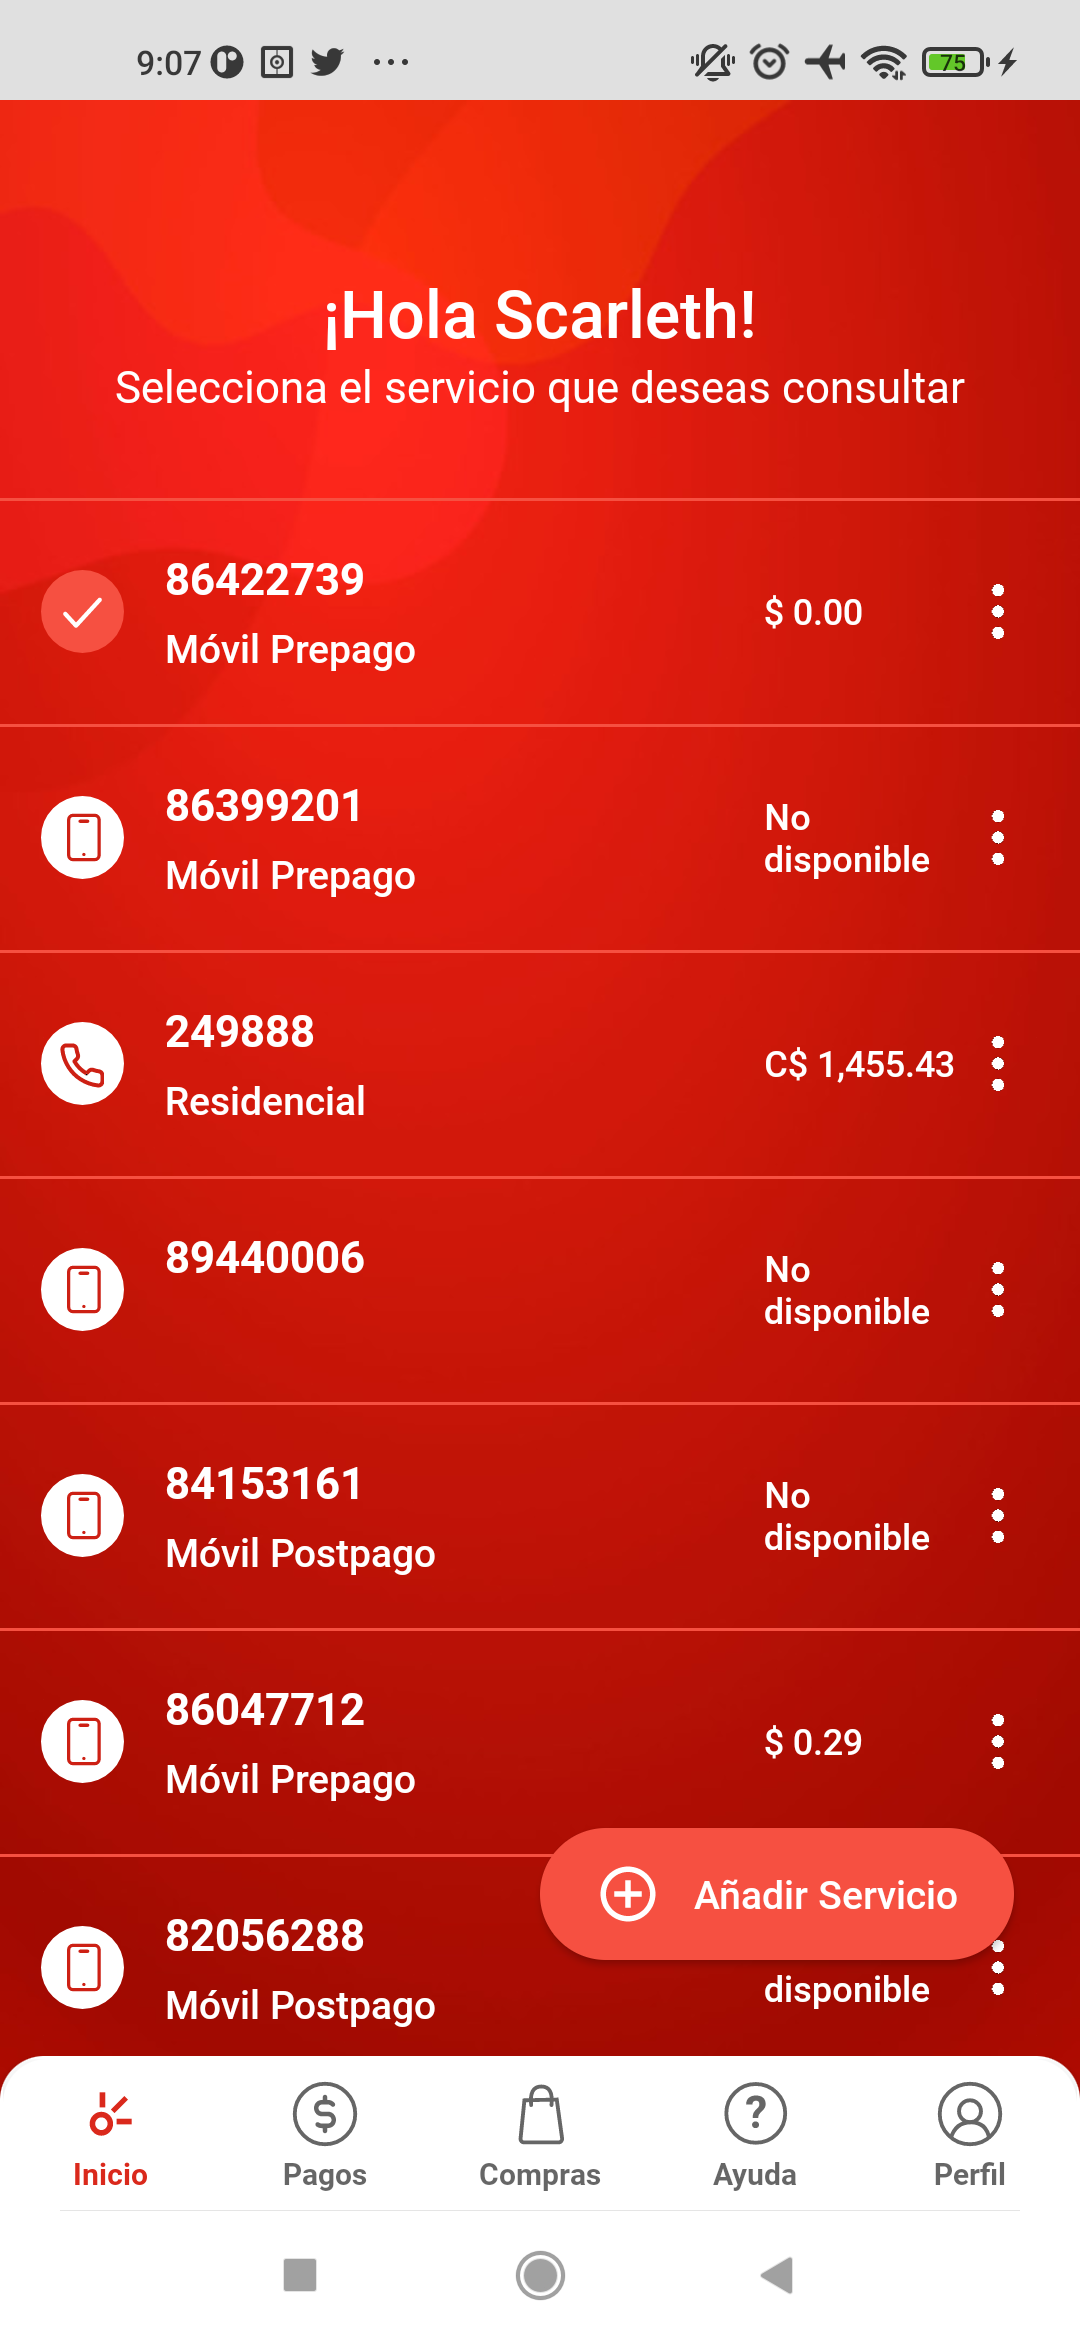 9:07
75
¡Hola Scarleth!
Selecciona el servicio que deseas consultar
86422739
Móvil Prepago
$ 0.00
86399201
Móvil Prepago
No
disponible
249888
Residencial
C$ 1,455.43
89440006
No
disponible
84153161
Móvil Postpago
No
disponible
86047712
Móvil Prepago
$ 0.29
Añadir Servicio
82056288
Móvil Postpago
disponible
Inicio
Pagos
Compras
Ayuda
Perfil